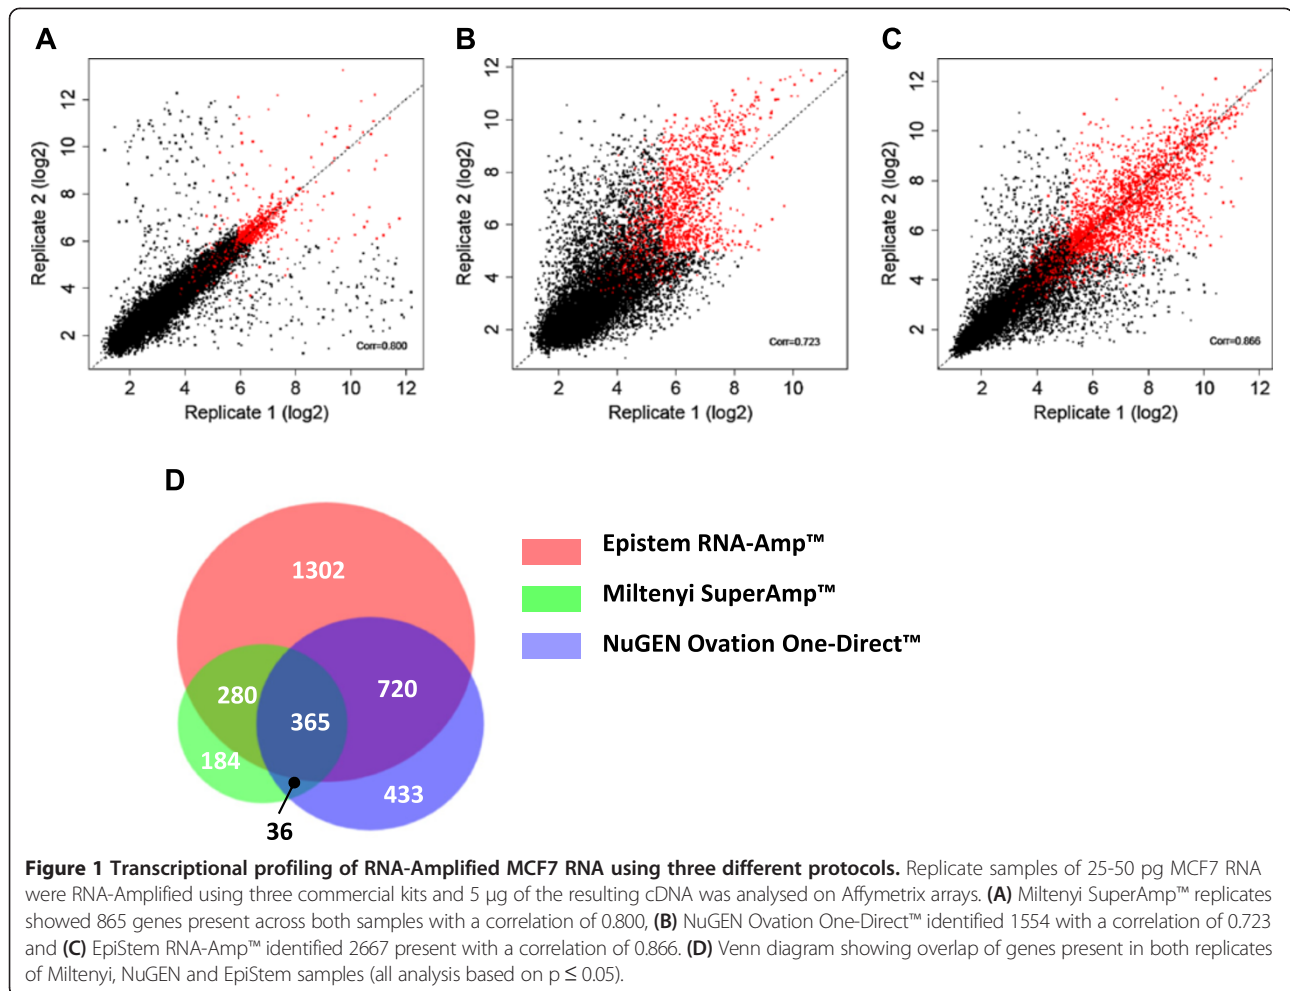 A
B
C
Replicate 2 (log2)
12
10
8
6
4
2
2
4
6
8
10
12
Corr=0.800
Replicate 1 (log2)
Replicate 2 (log2)
12
10
8
6
4
2
2
4
6
8
10
Corr=0.723
Replicate 1 (log2)
Replicate 2 (log2)
12
10
8
6
4
2
2
4
6
8
10
12
Corr=0.866
Replicate 1 (log2)
D
1302
280
720
365
184
433
36
Epistem RNA-Amp™
Miltenyi SuperAmp™
NuGEN Ovation One-Direct™
Figure 1 Transcriptional profiling of RNA-Amplified MCF7 RNA using three different protocols. Replicate samples of 25-50 pg MCF7 RNA
were RNA-Amplified using three commercial kits and 5 μg of the resulting cDNA was analysed on Affymetrix arrays. (A) Miltenyi SuperAmp™ replicates
showed 865 genes present across both samples with a correlation of 0.800, (B) NuGEN Ovation One-Direct™ identified 1554 with a correlation of 0.723
and (C) EpiStem RNA-Amp™ identified 2667 present with a correlation of 0.866. (D) Venn diagram showing overlap of genes present in both replicates
of Miltenyi, NuGEN and EpiStem samples (all analysis based on p ≤ 0.05).